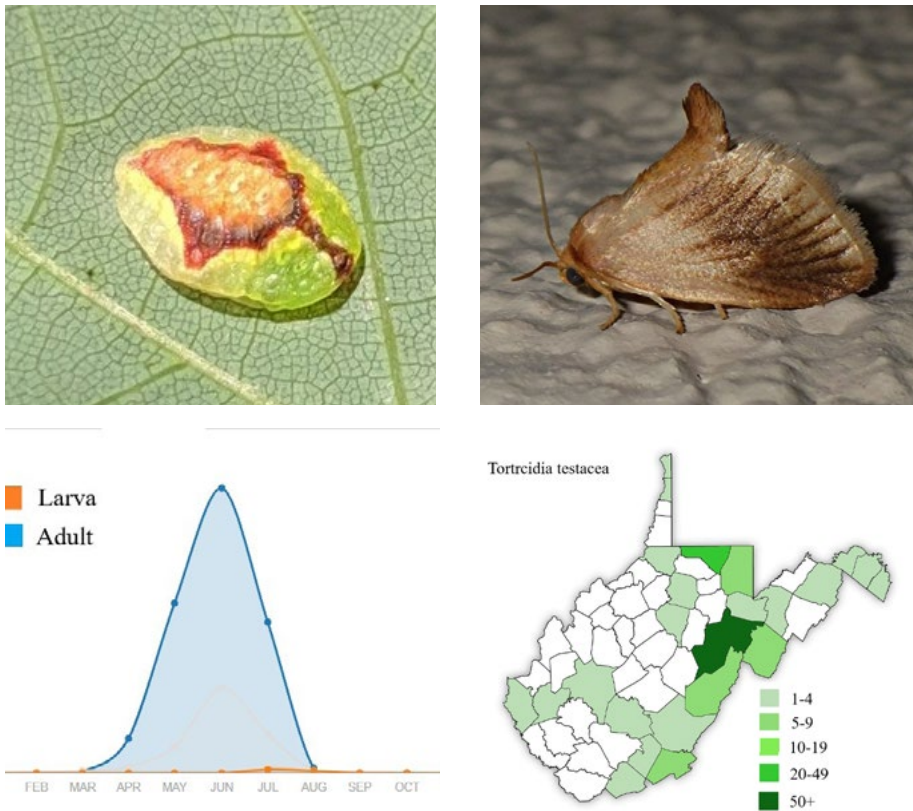 Larva
Adult
FEB MAR APR MAY JUN JUL AUG SEP OCT
Tortrcidia testacea
1-4
5-9
10-19
20-49
50+